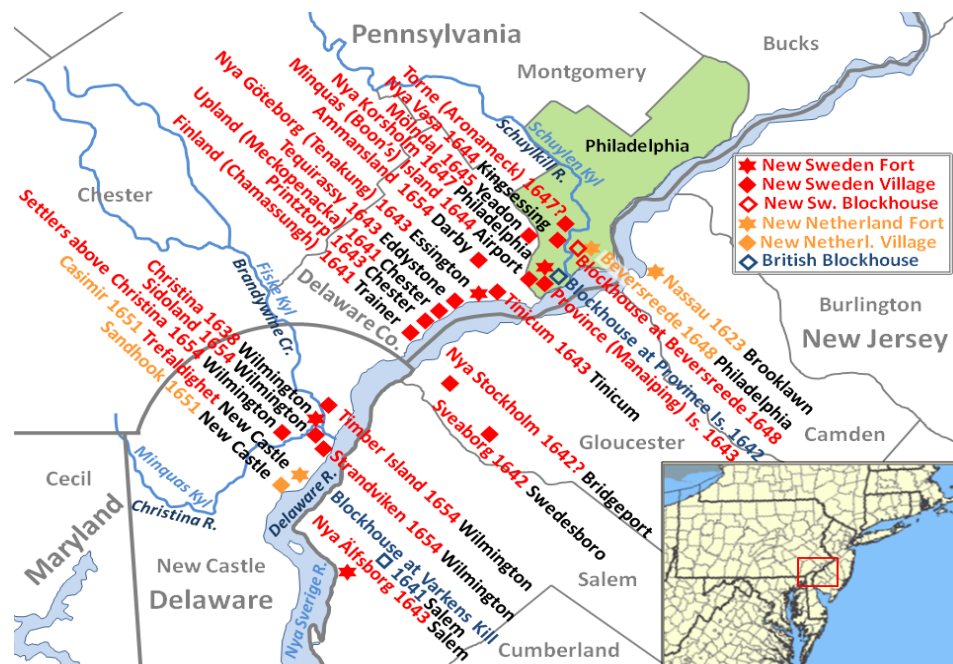 Pennsylvania
Bucks
Montgomery
Philadelphia
Chester
Delaware Co.
Burlington
New Jersey
Camden
Gloucester
Salem
Cumberland
Cecil
Maryland
New Castle
Delaware
Schuylen Kyl
Schuylkill R.
Fiske Kyl
Brandywine Cr.
Minquas Kyl
Christina R.
Delaware R.
Nya Sverige R.
New Sweden Fort
New Sweden Village
New Sw. Blockhouse
New Netherland Fort
New Netherl. Village
British Blockhouse
Torne (Aronameck) 1647? Kingsessing
Nya Vasa 1644 Kingsessing
Mölndal 1645 Yeadon
Nya Korsholm 1647 Philadelphia
Minquas (Boon's) Island 1644 Airport
Ammansland 1654 Darby
Nya Göteborg (Tenakung) 1643 Essington
Tequirassy 1643 Eddystone
Upland (Meckopenacka) 1641 Chester
Printztorp 1643 Chester
Finland (Chamassungh) 1641 Trainer
Christina 1638 Wilmington
Sidoland 1654 Wilmington
Settlers above Christina 1654 Wilmington
Casimir 1651 Trefaldighet New Castle
Sandhook 1651 New Castle
Nassau 1623 Brooklawn
Beversreede 1648 Philadelphia
Blockhouse at Beversreede 1648
Blockhouse at Province Is. 1642
Province (Manaiping) Is. 1643
Tinicum 1643 Tinicum
Nya Stockholm 1642? Bridgeport
Sveaborg 1642 Swedesboro
Timber Island 1654 Wilmington
Strandviken 1654 Wilmington
Blockhouse at Varkens Kill
1641 Salem
Nya Älfsborg 1643 Salem